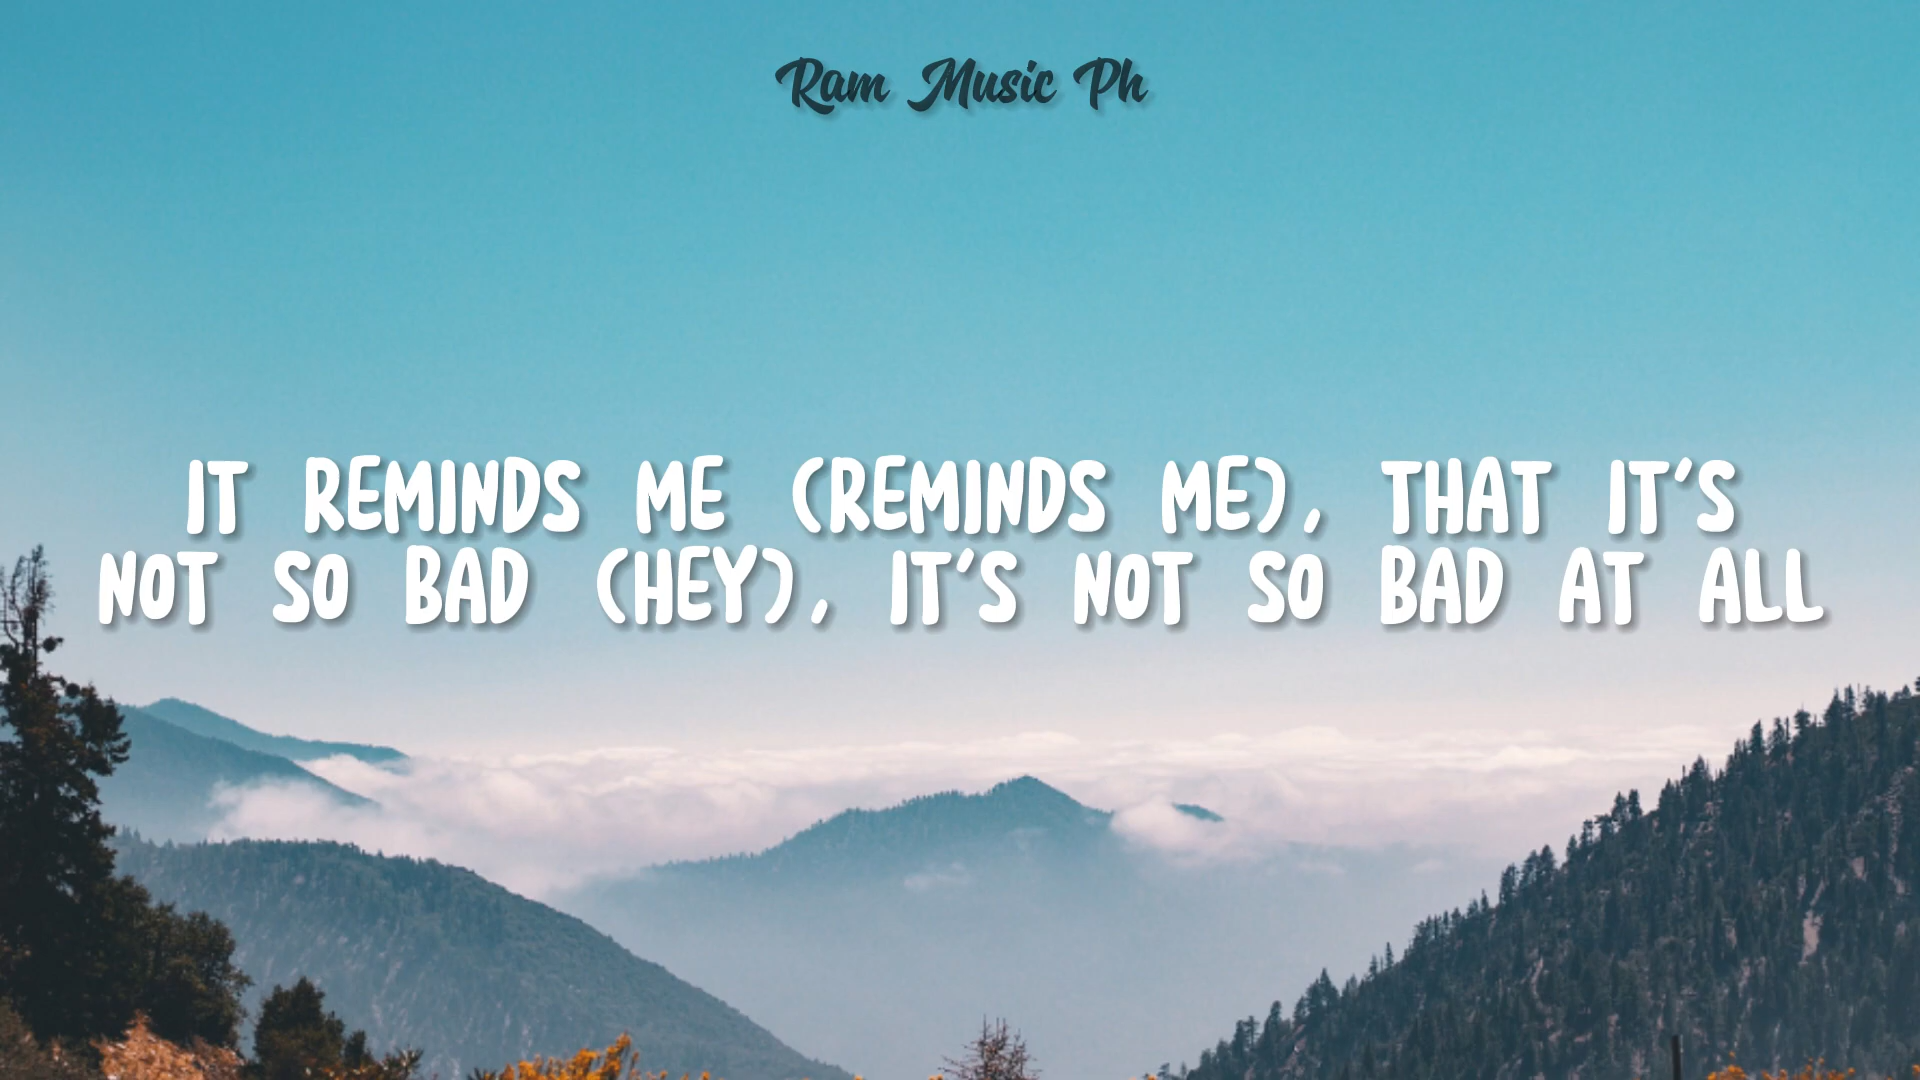 Ram Music Ph
IT REMINDS ME (REMINDS ME), THAT IT'S
NOT SO BAD (HEY), IT'S NOT SO BAD AT ALL